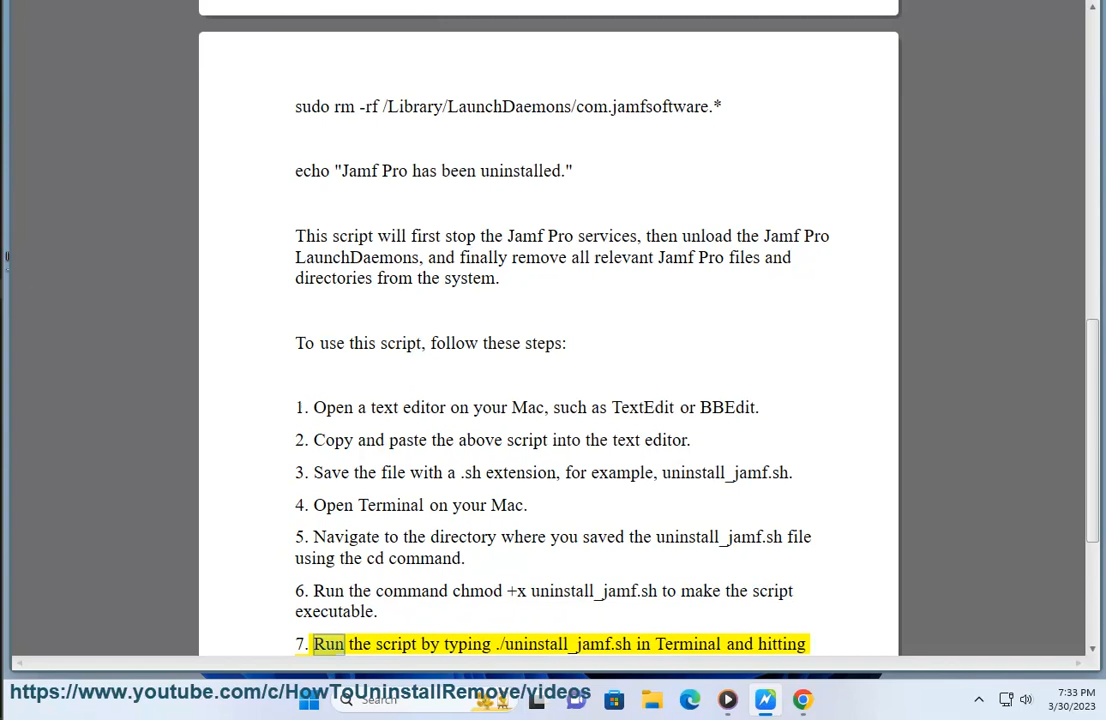 sudo rm -rf /Library/LaunchDaemons/com.jamfsoftware.*
echo "Jamf Pro has been uninstalled."
This script will first stop the Jamf Pro services, then unload the Jamf Pro
LaunchDaemons, and finally remove all relevant Jamf Pro files and
directories from the system.
To use this script, follow these steps:
1. Open a text editor on your Mac, such as TextEdit or BBEdit.
2. Copy and paste the above script into the text editor.
3. Save the file with a .sh extension, for example, uninstall_jamf.sh.
4. Open Terminal on your Mac.
5. Navigate to the directory where you saved the uninstall_jamf.sh file
using the cd command.
6. Run the command chmod +x uninstall_jamf.sh to make the script
executable.
7. Run the script by typing ./uninstall_jamf.sh in Terminal and hitting
https://www.youtube.com/c/HowToUninstallRemove/videos
Search
7:33 PM
3/30/2023